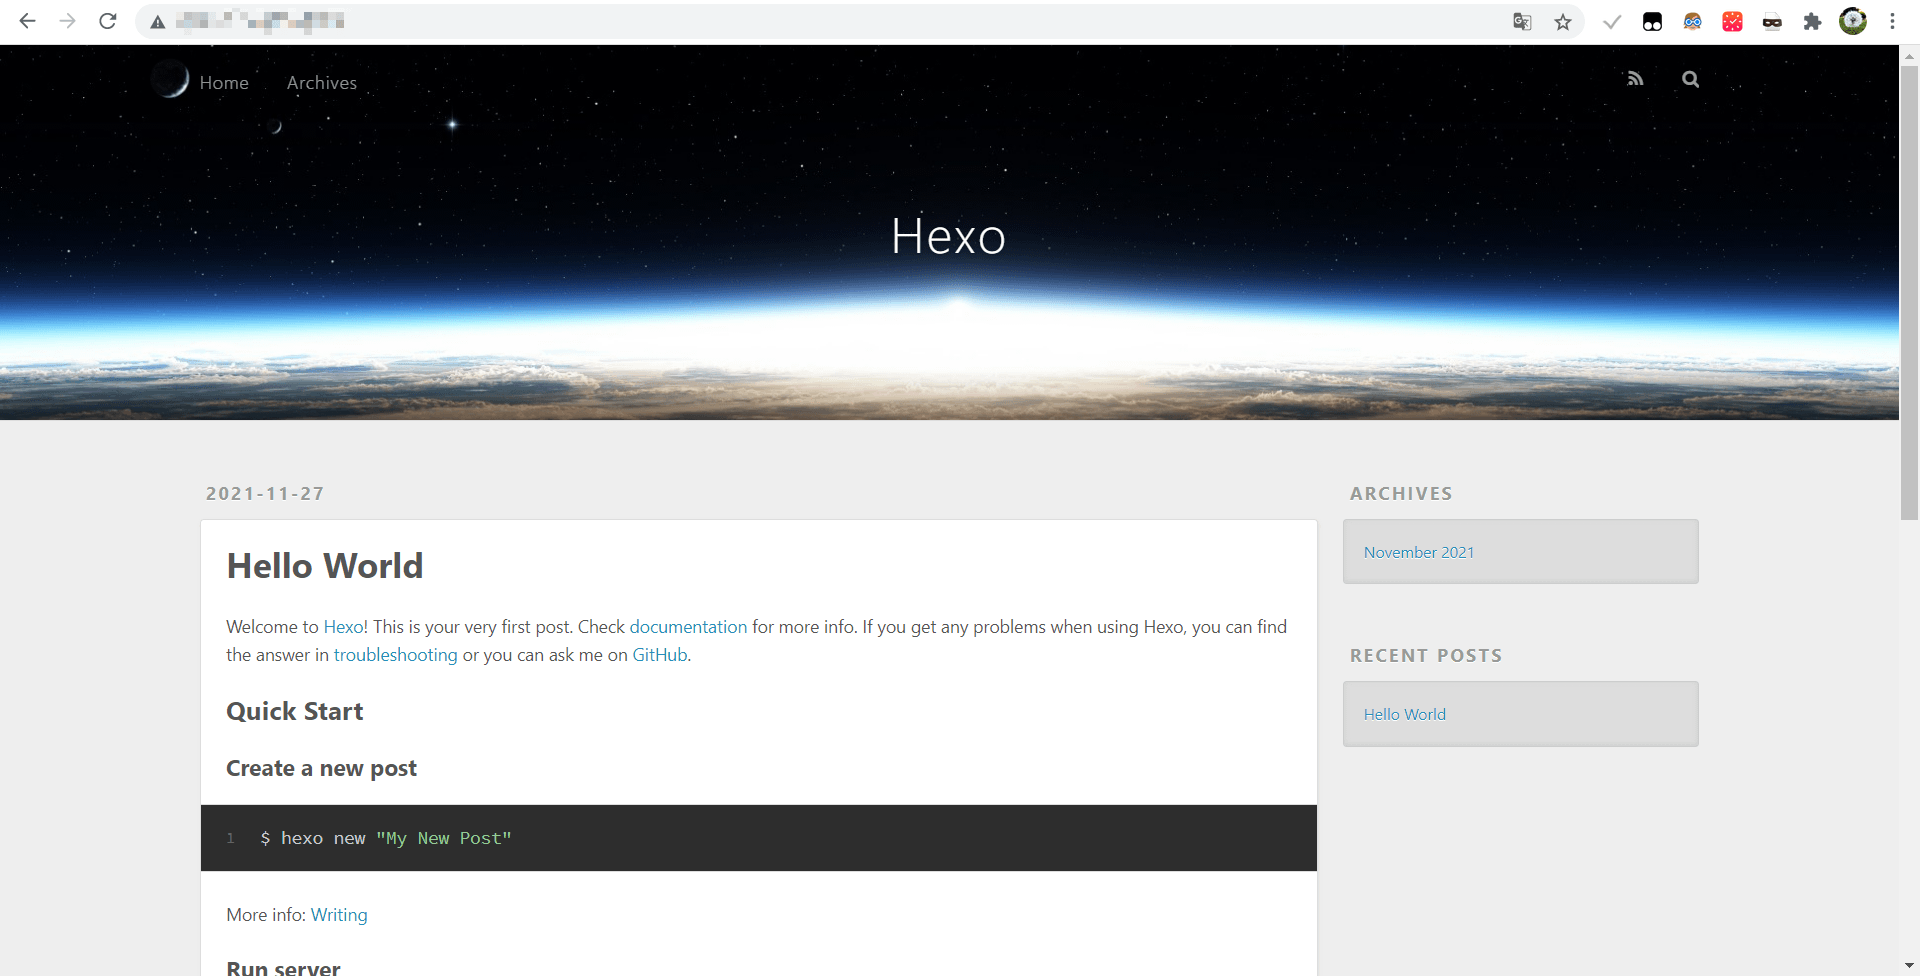 Home Archives
Hexo
2021-11-27
Hello World
Welcome to Hexo! This is your very first post. Check documentation for more info. If you get any problems when using Hexo, you can find
the answer in troubleshooting or you can ask me on GitHub.
Quick Start
Create a new post
1 $ hexo new "My New Post"
More info: Writing
Run server
ARCHIVES
November 2021
RECENT POSTS
Hello World